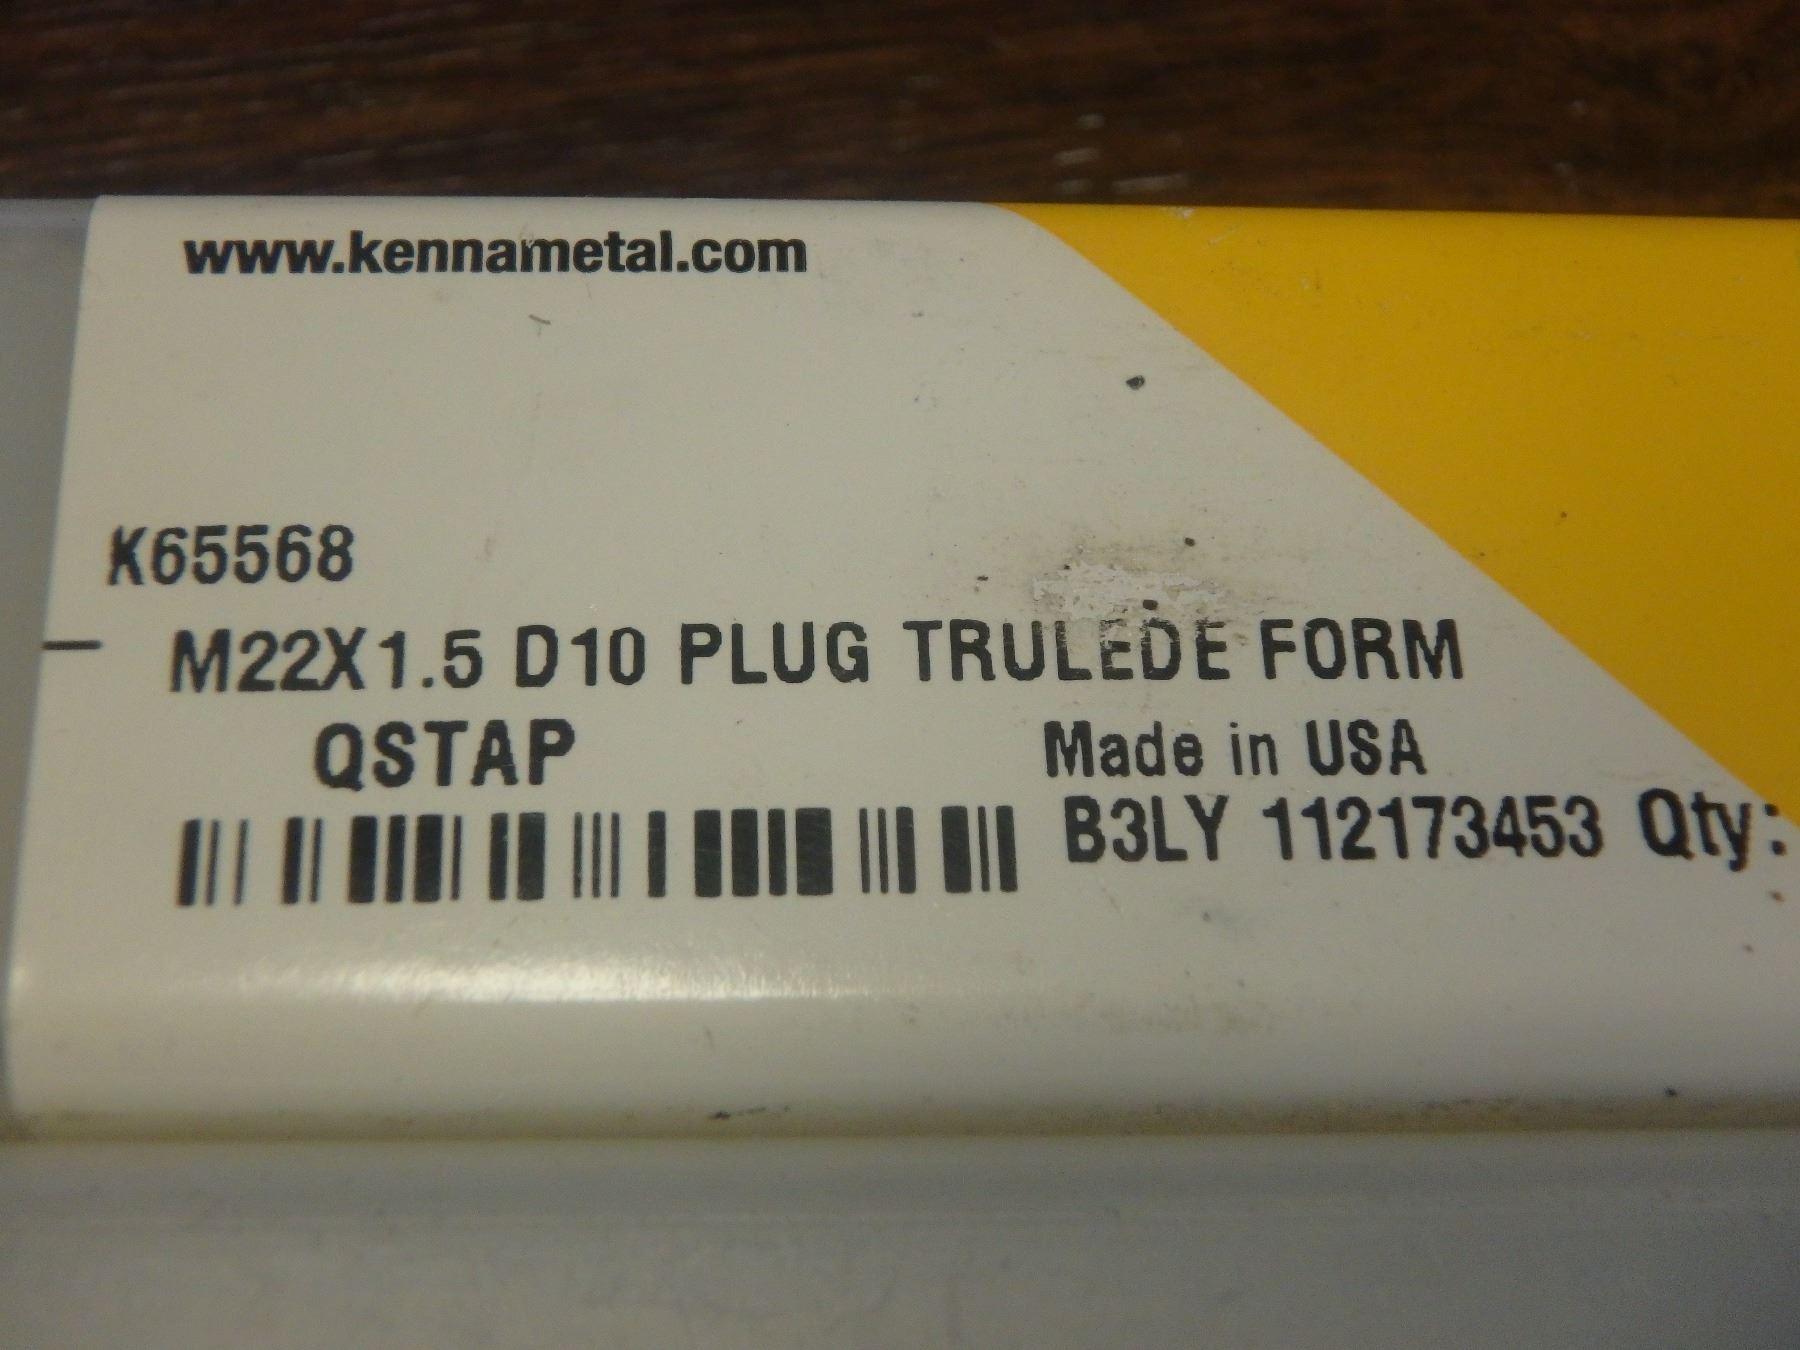 www.kennametal.com
K65568
M22X1.5 D10 PLUG TRULEDE FORM
QSTAP Made in USA
B3LY 112173453 Qty: